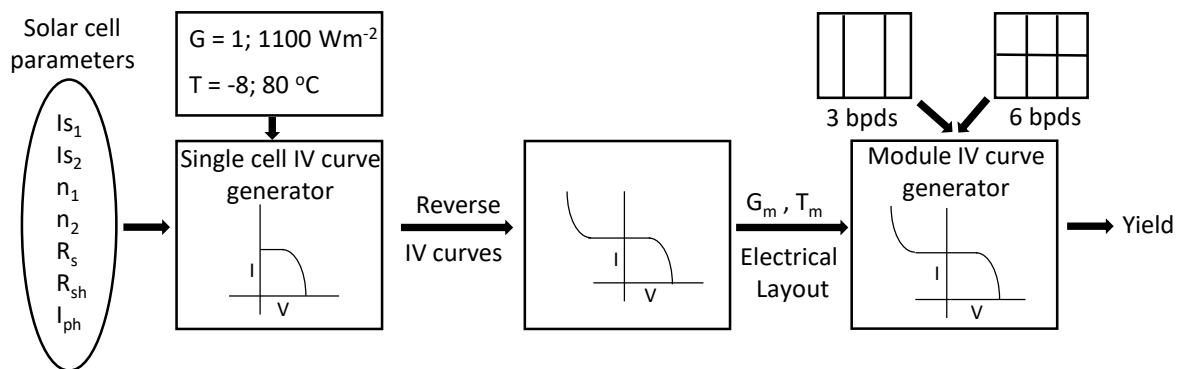 Solar cell
parameters
Is₁
Is₂
n₁
n₂
Rₛ
Rₛₕ
Iₚₕ
G = 1; 1100 Wm⁻²
T = -8; 80 ᵒC
Single cell IV curve
generator
I
V
Reverse
IV curves
I
V
Gₘ , Tₘ
Electrical
Layout
3 bpds
6 bpds
Module IV curve
generator
I
V
Yield